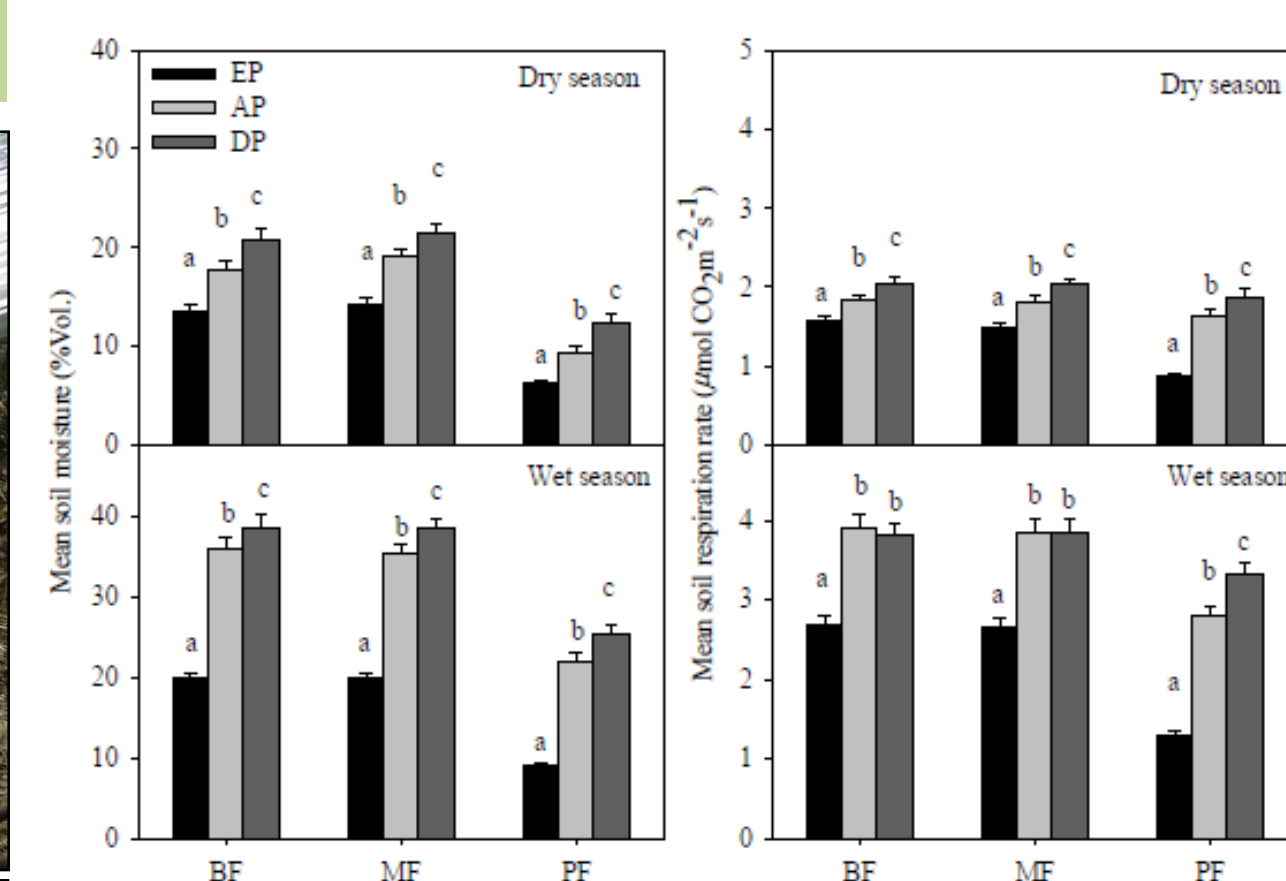 40
30
20
10
0
EP
AP
DP
Dry season
a
b
c
a
b
c
a
b
c
Mean soil moisture (%Vol.)
40
30
20
10
0
Wet season
a
b
c
a
b
c
a
b
c
BF
MF
PF
5
4
3
2
1
0
Dry season
a
b
c
a
b
c
a
b
c
Mean soil respiration rate (μmol CO2m-2s-1)
4
3
2
1
0
Wet season
a
b
b
a
b
b
a
b
c
BF
MF
PF